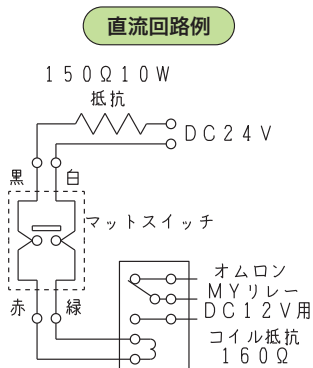 直流回路例
150Ω10W
抵抗
DC24V
黒 白
マットスイッチ
赤 緑
オムロン
MYリレー
DC12V用
コイル抵抗
160Ω